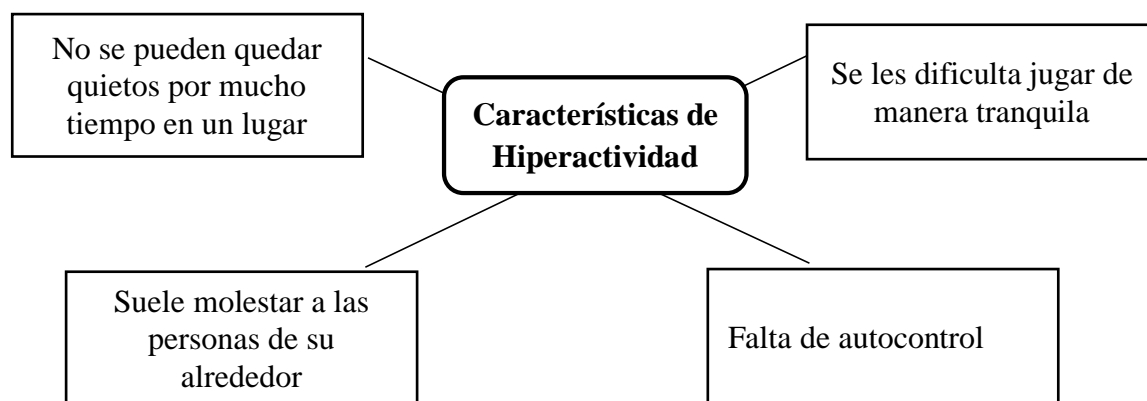 No se pueden quedar
quietos por mucho
tiempo en un lugar
Características de
Hiperactividad
Se les dificulta jugar de
manera tranquila
Suele molestar a las
personas de su
alrededor
Falta de autocontrol